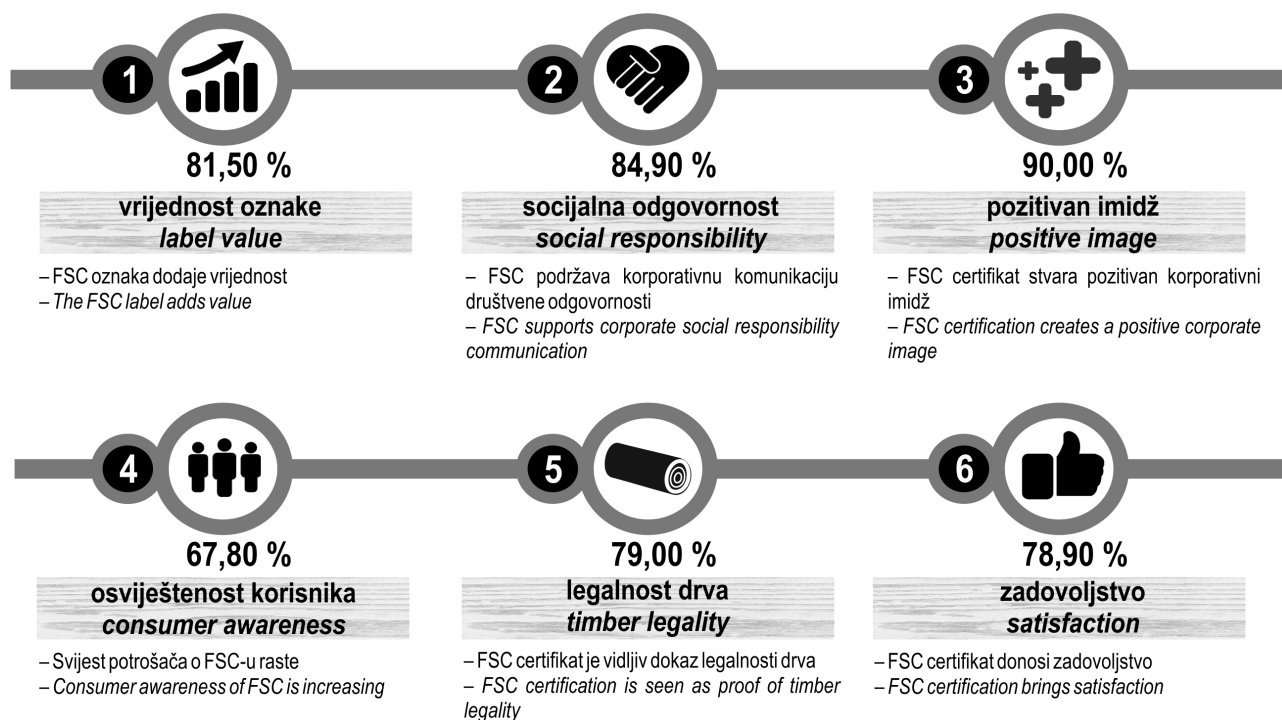 1
81,50 %
vrijednost oznake
label value
– FSC oznaka dodaje vrijednost
– The FSC label adds value
2
84,90 %
socijalna odgovornost
social responsibility
– FSC podržava korporativnu komunikaciju
društvene odgovornosti
– FSC supports corporate social responsibility
communication
3
90,00 %
pozitivan imidž
positive image
– FSC certifikat stvara pozitivan korporativni
imidž
– FSC certification creates a positive corporate
image
4
67,80 %
osviještenost korisnika
consumer awareness
– Svijest potrošača o FSC-u raste
– Consumer awareness of FSC is increasing
5
79,00 %
legalnost drva
timber legality
– FSC certifikat je vidljiv dokaz legalnosti drva
– FSC certification is seen as proof of timber
legality
6
78,90 %
zadovoljstvo
satisfaction
– FSC certifikat donosi zadovoljstvo
– FSC certification brings satisfaction